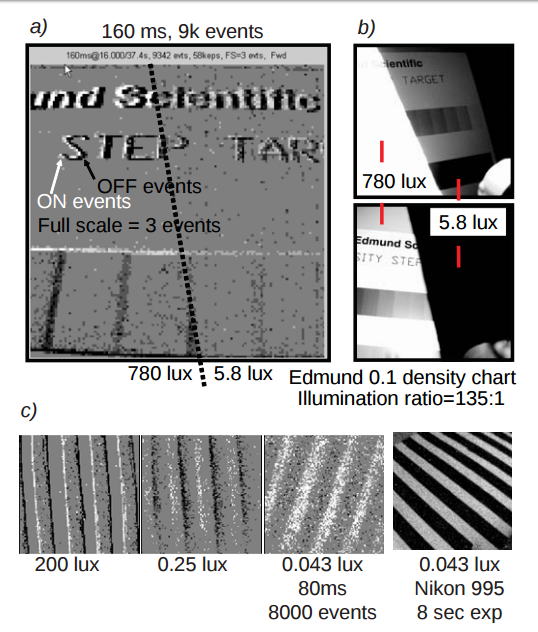 a)
160 ms, 9k events
160ms@16.000/37.4s, 9342 evts, 58keps, FS=3 evts, Fwd
und Scientific
STEP TAR
OFF events
ON events
Full scale = 3 events
780 lux 5.8 lux
b)
d Scientific
TARGET
780 lux
5.8 lux
Edmund Sc
SITY STEP
Edmund 0.1 density chart
Illumination ratio=135:1
c)
200 lux
0.25 lux
0.043 lux
80ms
8000 events
0.043 lux
Nikon 995
8 sec exp